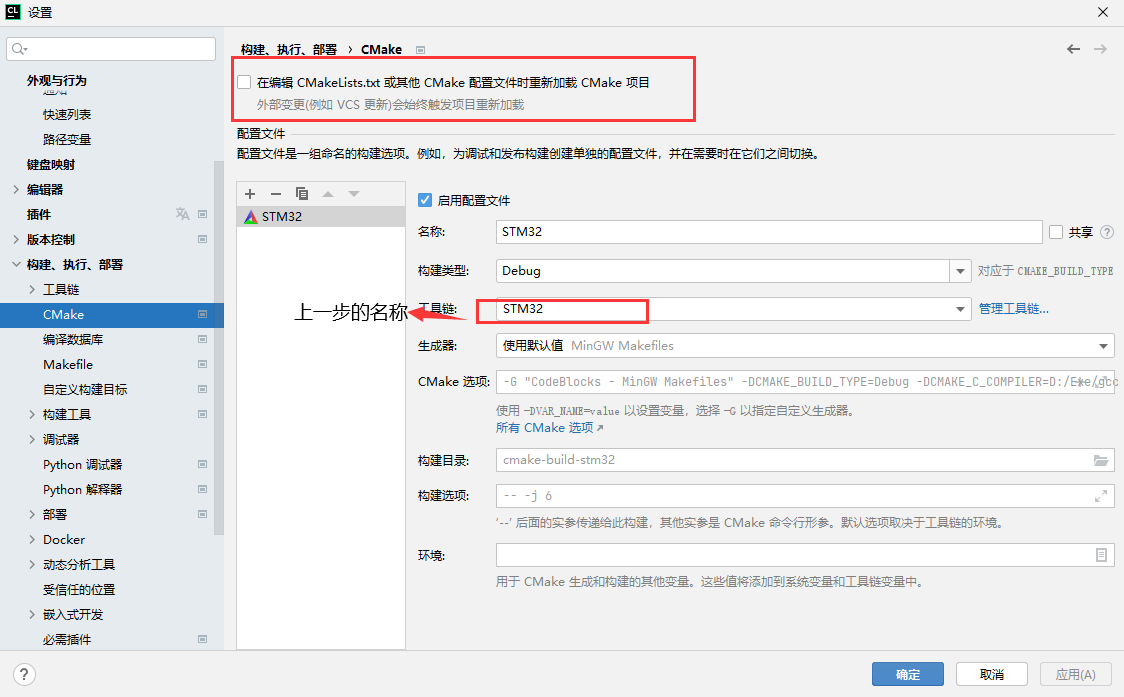 CL 设置
外观与行为
通知
快速列表
路径变量
键盘映射
编辑器
插件
版本控制
构建、执行、部署
工具链
CMake
编译数据库
Makefile
自定义构建目标
构建工具
调试器
Python 调试器
Python 解释器
部署
Docker
动态分析工具
受信任的位置
嵌入式开发
必需插件
构建、执行、部署 › CMake
在编辑 CMakeLists.txt 或其他 CMake 配置文件时重新加载 CMake 项目
外部变更(例如 VCS 更新)会始终触发项目重新加载
配置文件
配置文件是一组命名的构建选项。例如，为调试和发布构建创建单独的配置文件，并在需要时在它们之间切换。
STM32
启用配置文件
名称: STM32 共享 ?
构建类型: Debug 对应于 CMAKE_BUILD_TYPE
上一步的名称
工具链: STM32 管理工具链...
生成器: 使用默认值 MinGW Makefiles
CMake 选项: -G "CodeBlocks - MinGW Makefiles" -DCMAKE_BUILD_TYPE=Debug -DCMAKE_C_COMPILER=D:/Exe/gcc
使用 -DVAR_NAME=value 以设置变量，选择 -G 以指定自定义生成器。
所有 CMake 选项↗
构建目录: cmake-build-stm32
构建选项: -- -j 6
'--' 后面的实参传递给此构建，其他实参是 CMake 命令行形参。默认选项取决于工具链的环境。
环境:
用于 CMake 生成和构建的其他变量。这些值将添加到系统变量和工具链变量中。
?
确定 取消 应用(A)